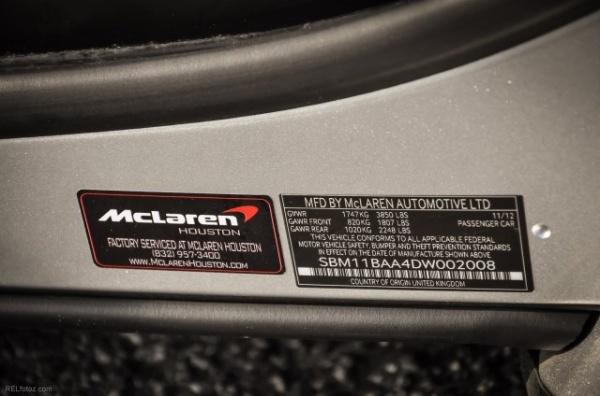 McLaren
HOUSTON
FACTORY SERVICED AT MCLAREN HOUSTON
(832) 957-3400
WWW.MCLARENHOUSTON.COM
MFD BY McLAREN AUTOMOTIVE LTD
GVWR 1747KG 3850 LBS 11/12
GAWR FRONT 820KG 1807 LBS PASSENGER CAR
GAWR REAR 1020KG 2248 LBS
THIS VEHICLE CONFORMS TO ALL APPLICABLE FEDERAL
MOTOR VEHICLE SAFETY, BUMPER AND THEFT PREVENTION STANDARDS
IN EFFECT ON THE DATE OF MANUFACTURE SHOWN ABOVE
SBM11BAA4DW002008
COUNTRY OF ORIGIN UNITED KINGDOM
RELfotoz.com